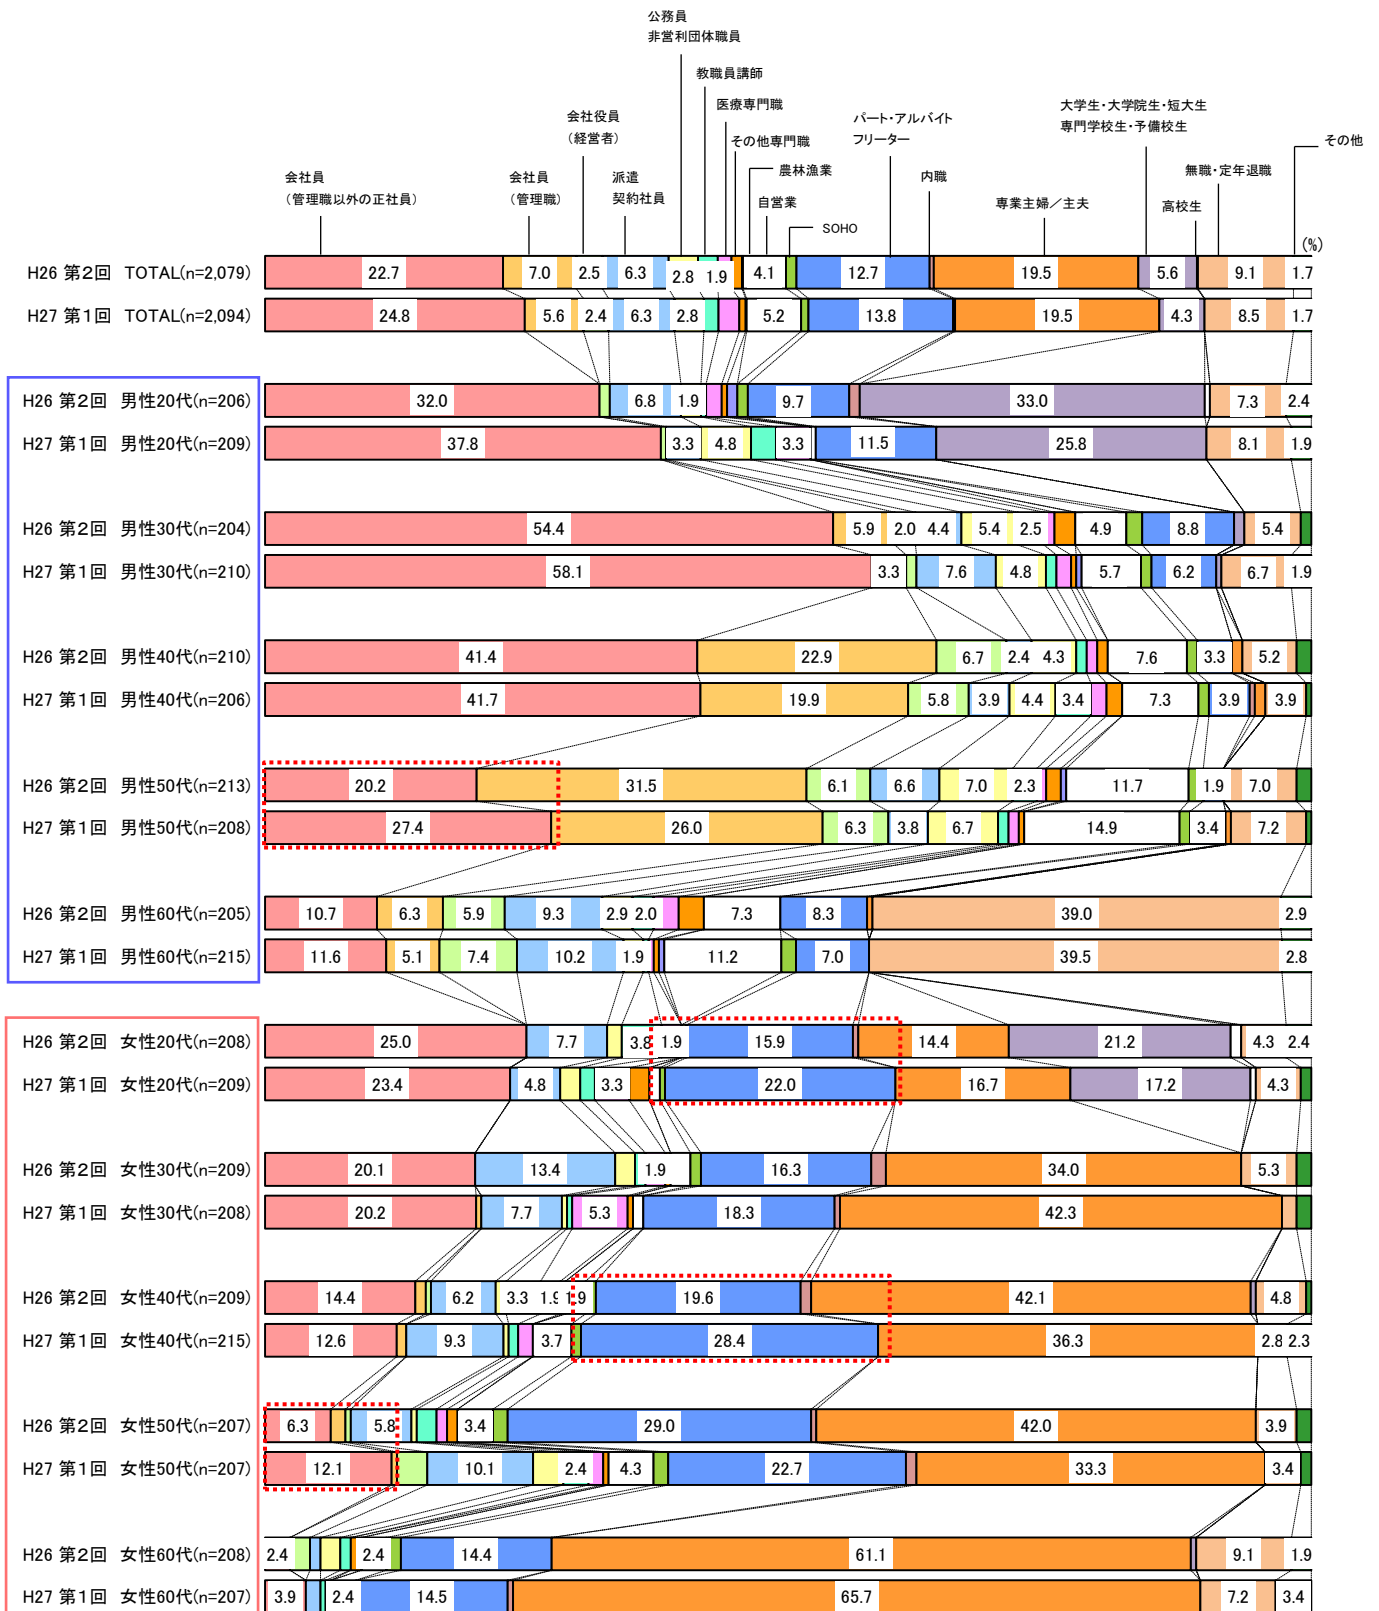 公務員
非営利団体職員
教職員講師
医療専門職
大学生・大学院生・短大生
専門学校生・予備校生
会社役員
（経営者）
パート・アルバイト
フリーター
その他専門職
その他
農林漁業
無職・定年退職
会社員
（管理職以外の正社員）
会社員
（管理職）
派遣
契約社員
自営業
内職
専業主婦／主夫
高校生
SOHO
(%)
H26 第2回 TOTAL(n=2,079) 22.7 7.0 2.5 6.3 2.8 1.9 4.1 12.7 19.5 5.6 9.1 1.7
H27 第1回 TOTAL(n=2,094) 24.8 5.6 2.4 6.3 2.8 5.2 13.8 19.5 4.3 8.5 1.7
H26 第2回 男性20代(n=206) 32.0 6.8 1.9 9.7 33.0 7.3 2.4
H27 第1回 男性20代(n=209) 37.8 3.3 4.8 3.3 11.5 25.8 8.1 1.9
H26 第2回 男性30代(n=204) 54.4 5.9 2.0 4.4 5.4 2.5 4.9 8.8 5.4
H27 第1回 男性30代(n=210) 58.1 3.3 7.6 4.8 5.7 6.2 6.7 1.9
H26 第2回 男性40代(n=210) 41.4 22.9 6.7 2.4 4.3 7.6 3.3 5.2
H27 第1回 男性40代(n=206) 41.7 19.9 5.8 3.9 4.4 3.4 7.3 3.9 3.9
H26 第2回 男性50代(n=213) 20.2 31.5 6.1 6.6 7.0 2.3 11.7 1.9 7.0
H27 第1回 男性50代(n=208) 27.4 26.0 6.3 3.8 6.7 14.9 3.4 7.2
H26 第2回 男性60代(n=205) 10.7 6.3 5.9 9.3 2.9 2.0 7.3 8.3 39.0 2.9
H27 第1回 男性60代(n=215) 11.6 5.1 7.4 10.2 1.9 11.2 7.0 39.5 2.8
H26 第2回 女性20代(n=208) 25.0 7.7 3.8 1.9 15.9 14.4 21.2 4.3 2.4
H27 第1回 女性20代(n=209) 23.4 4.8 3.3 22.0 16.7 17.2 4.3
H26 第2回 女性30代(n=209) 20.1 13.4 1.9 16.3 34.0 5.3
H27 第1回 女性30代(n=208) 20.2 7.7 5.3 18.3 42.3
H26 第2回 女性40代(n=209) 14.4 6.2 3.3 1.9 1.9 19.6 42.1 4.8
H27 第1回 女性40代(n=215) 12.6 9.3 3.7 28.4 36.3 2.8 2.3
H26 第2回 女性50代(n=207) 6.3 5.8 3.4 29.0 42.0 3.9
H27 第1回 女性50代(n=207) 12.1 10.1 2.4 4.3 22.7 33.3 3.4
H26 第2回 女性60代(n=208) 2.4 2.4 14.4 61.1 9.1 1.9
H27 第1回 女性60代(n=207) 3.9 2.4 14.5 65.7 7.2 3.4